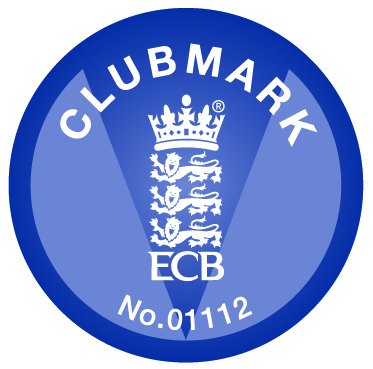 CLUBMARK
®
ECB
No.01112